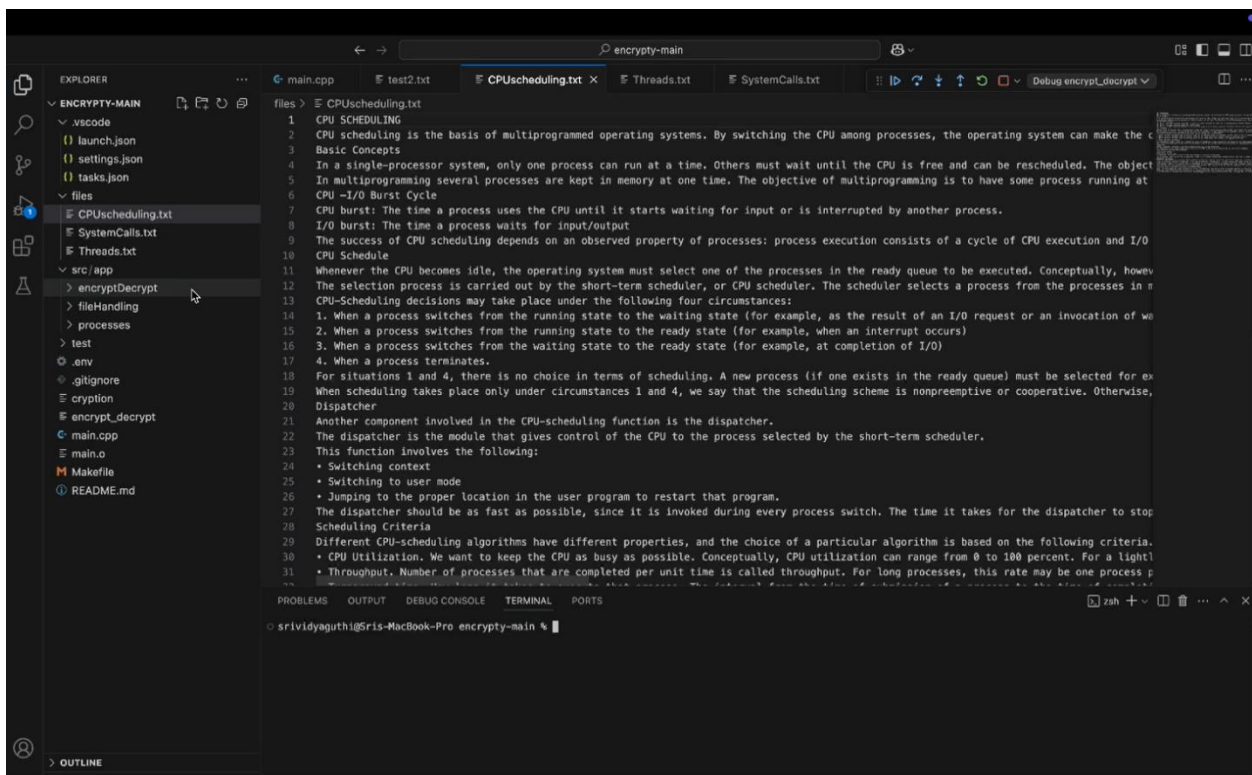 encrypty-main
EXPLORER
main.cpp
test2.txt
CPUscheduling.txt
Threads.txt
SystemCalls.txt
Debug encrypt_decrypt
ENCRYPTY-MAIN
.vscode
launch.json
settings.json
tasks.json
files
CPUscheduling.txt
SystemCalls.txt
Threads.txt
src/app
encryptDecrypt
fileHandling
processes
test
.env
.gitignore
cryption
encrypt_decrypt
main.cpp
main.o
Makefile
README.md
OUTLINE
files > CPUscheduling.txt
1 CPU SCHEDULING
2 CPU scheduling is the basis of multiprogrammed operating systems. By switching the CPU among processes, the operating system can make the c
3 Basic Concepts
4 In a single-processor system, only one process can run at a time. Others must wait until the CPU is free and can be rescheduled. The object
5 In multiprogramming several processes are kept in memory at one time. The objective of multiprogramming is to have some process running at
6 CPU –I/O Burst Cycle
7 CPU burst: The time a process uses the CPU until it starts waiting for input or is interrupted by another process.
8 I/O burst: The time a process waits for input/output
9 The success of CPU scheduling depends on an observed property of processes: process execution consists of a cycle of CPU execution and I/O
10 CPU Schedule
11 Whenever the CPU becomes idle, the operating system must select one of the processes in the ready queue to be executed. Conceptually, howev
12 The selection process is carried out by the short-term scheduler, or CPU scheduler. The scheduler selects a process from the processes in m
13 CPU-Scheduling decisions may take place under the following four circumstances:
14 1. When a process switches from the running state to the waiting state (for example, as the result of an I/O request or an invocation of wa
15 2. When a process switches from the running state to the ready state (for example, when an interrupt occurs)
16 3. When a process switches from the waiting state to the ready state (for example, at completion of I/O)
17 4. When a process terminates.
18 For situations 1 and 4, there is no choice in terms of scheduling. A new process (if one exists in the ready queue) must be selected for ex
19 When scheduling takes place only under circumstances 1 and 4, we say that the scheduling scheme is nonpreemptive or cooperative. Otherwise,
20 Dispatcher
21 Another component involved in the CPU-scheduling function is the dispatcher.
22 The dispatcher is the module that gives control of the CPU to the process selected by the short-term scheduler.
23 This function involves the following:
24 • Switching context
25 • Switching to user mode
26 • Jumping to the proper location in the user program to restart that program.
27 The dispatcher should be as fast as possible, since it is invoked during every process switch. The time it takes for the dispatcher to stop
28 Scheduling Criteria
29 Different CPU-scheduling algorithms have different properties, and the choice of a particular algorithm is based on the following criteria.
30 • CPU Utilization. We want to keep the CPU as busy as possible. Conceptually, CPU utilization can range from 0 to 100 percent. For a lightl
31 • Throughput. Number of processes that are completed per unit time is called throughput. For long processes, this rate may be one process p
PROBLEMS OUTPUT DEBUG CONSOLE TERMINAL PORTS
zsh
srividyaguthi@Sris-MacBook-Pro encrypty-main %